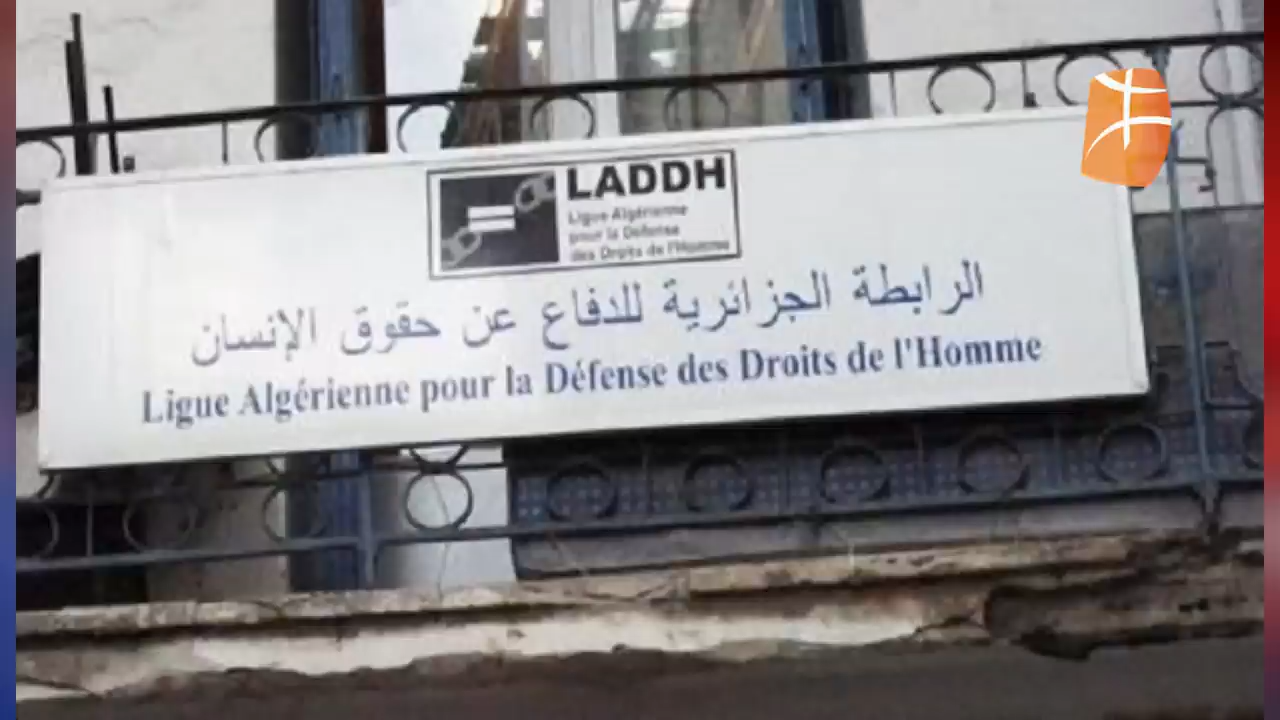 LADDH
Ligue Algérienne
pour la Défense
des Droits de l'Homme
الرابطة الجزائرية للدفاع عن حقوق الإنسان
Ligue Algérienne pour la Défense des Droits de l'Homme